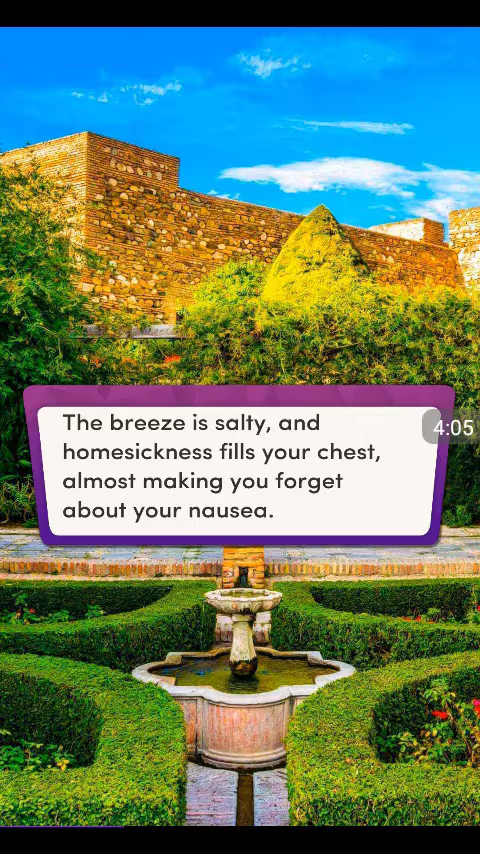 The breeze is salty, and
homesickness fills your chest,
4:05
almost making you forget
about your nausea.